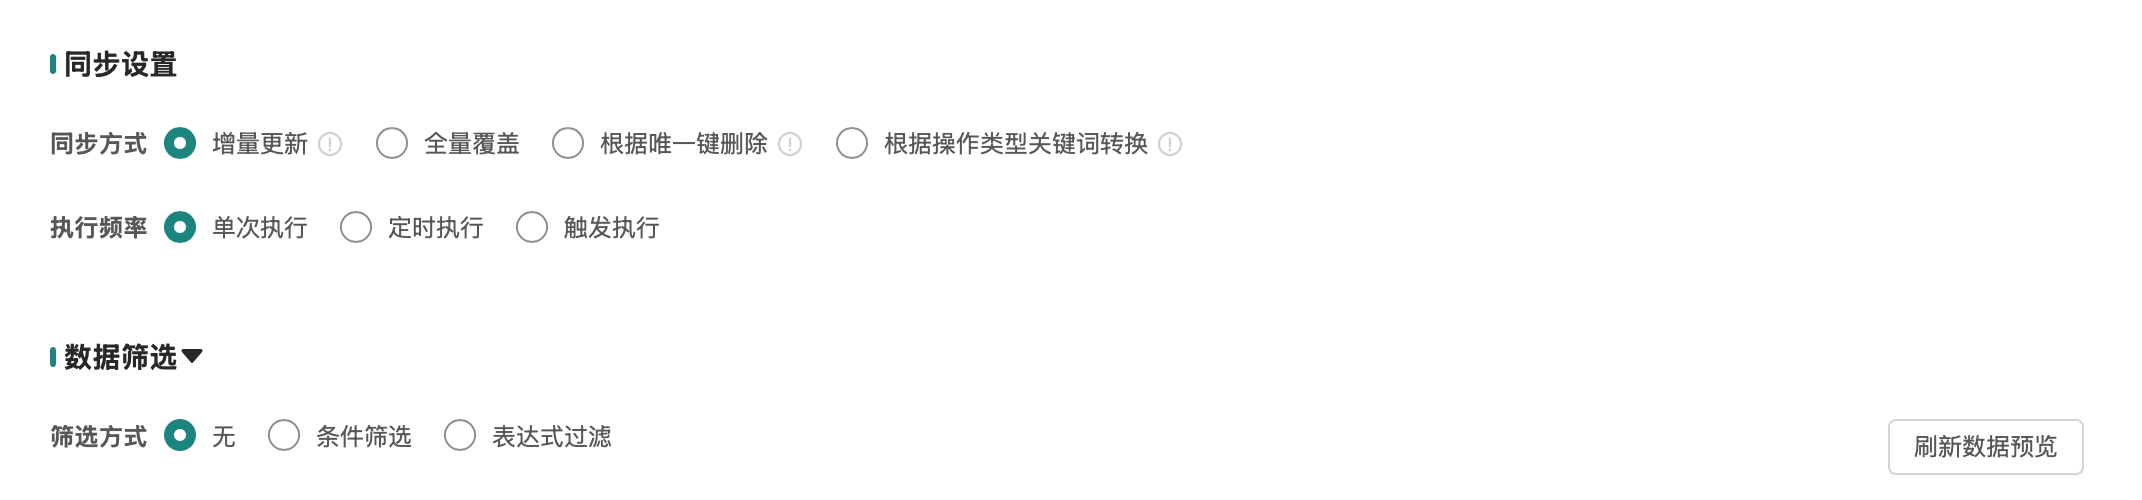 同步设置
同步方式 增量更新 全量覆盖 根据唯一键删除 根据操作类型关键词转换
执行频率 单次执行 定时执行 触发执行
数据筛选
筛选方式 无 条件筛选 表达式过滤
刷新数据预览